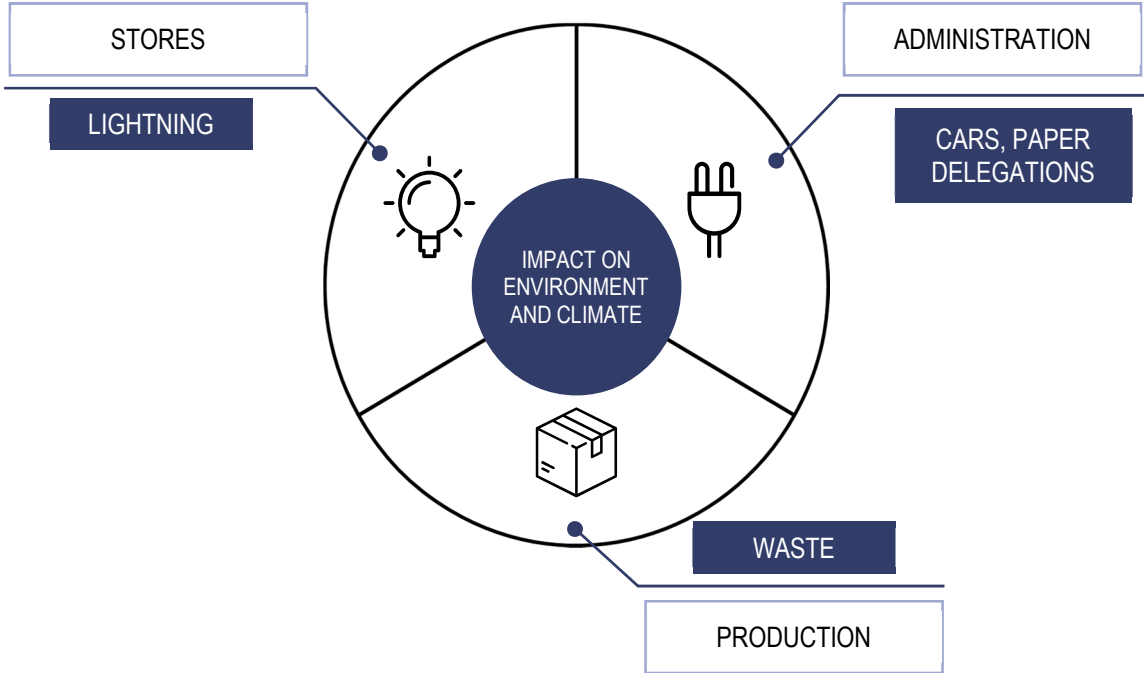 STORES
LIGHTNING
ADMINISTRATION
CARS, PAPER
DELEGATIONS
IMPACT ON
ENVIRONMENT
AND CLIMATE
WASTE
PRODUCTION